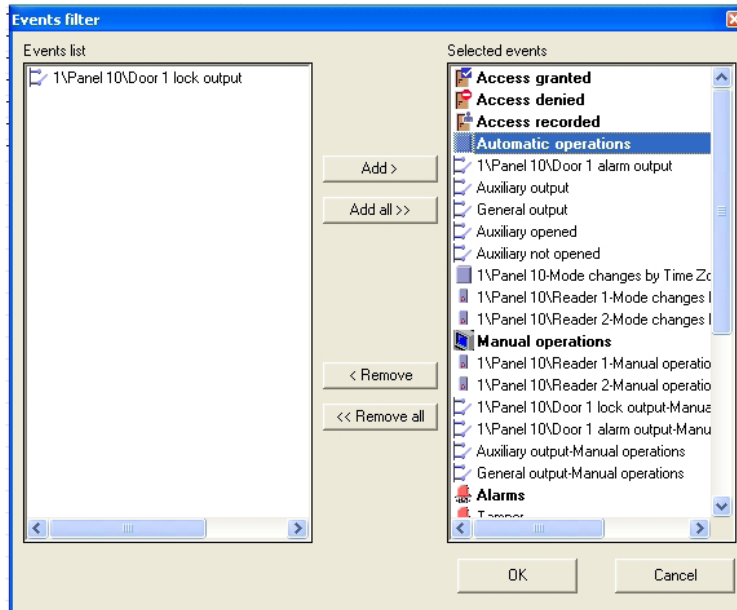 Events filter
Events list
1\Panel 10\Door 1 lock output
Add >
Add all >>
< Remove
<< Remove all
Selected events
Access granted
Access denied
Access recorded
Automatic operations
1\Panel 10\Door 1 alarm output
Auxiliary output
General output
Auxiliary opened
Auxiliary not opened
1\Panel 10-Mode changes by Time Zo
1\Panel 10\Reader 1-Mode changes
1\Panel 10\Reader 2-Mode changes
Manual operations
1\Panel 10\Reader 1-Manual operatio
1\Panel 10\Reader 2-Manual operatio
1\Panel 10\Door 1 lock output-Manua
1\Panel 10\Door 1 alarm output-Manu
Auxiliary output-Manual operations
General output-Manual operations
Alarms
Tamper
OK
Cancel